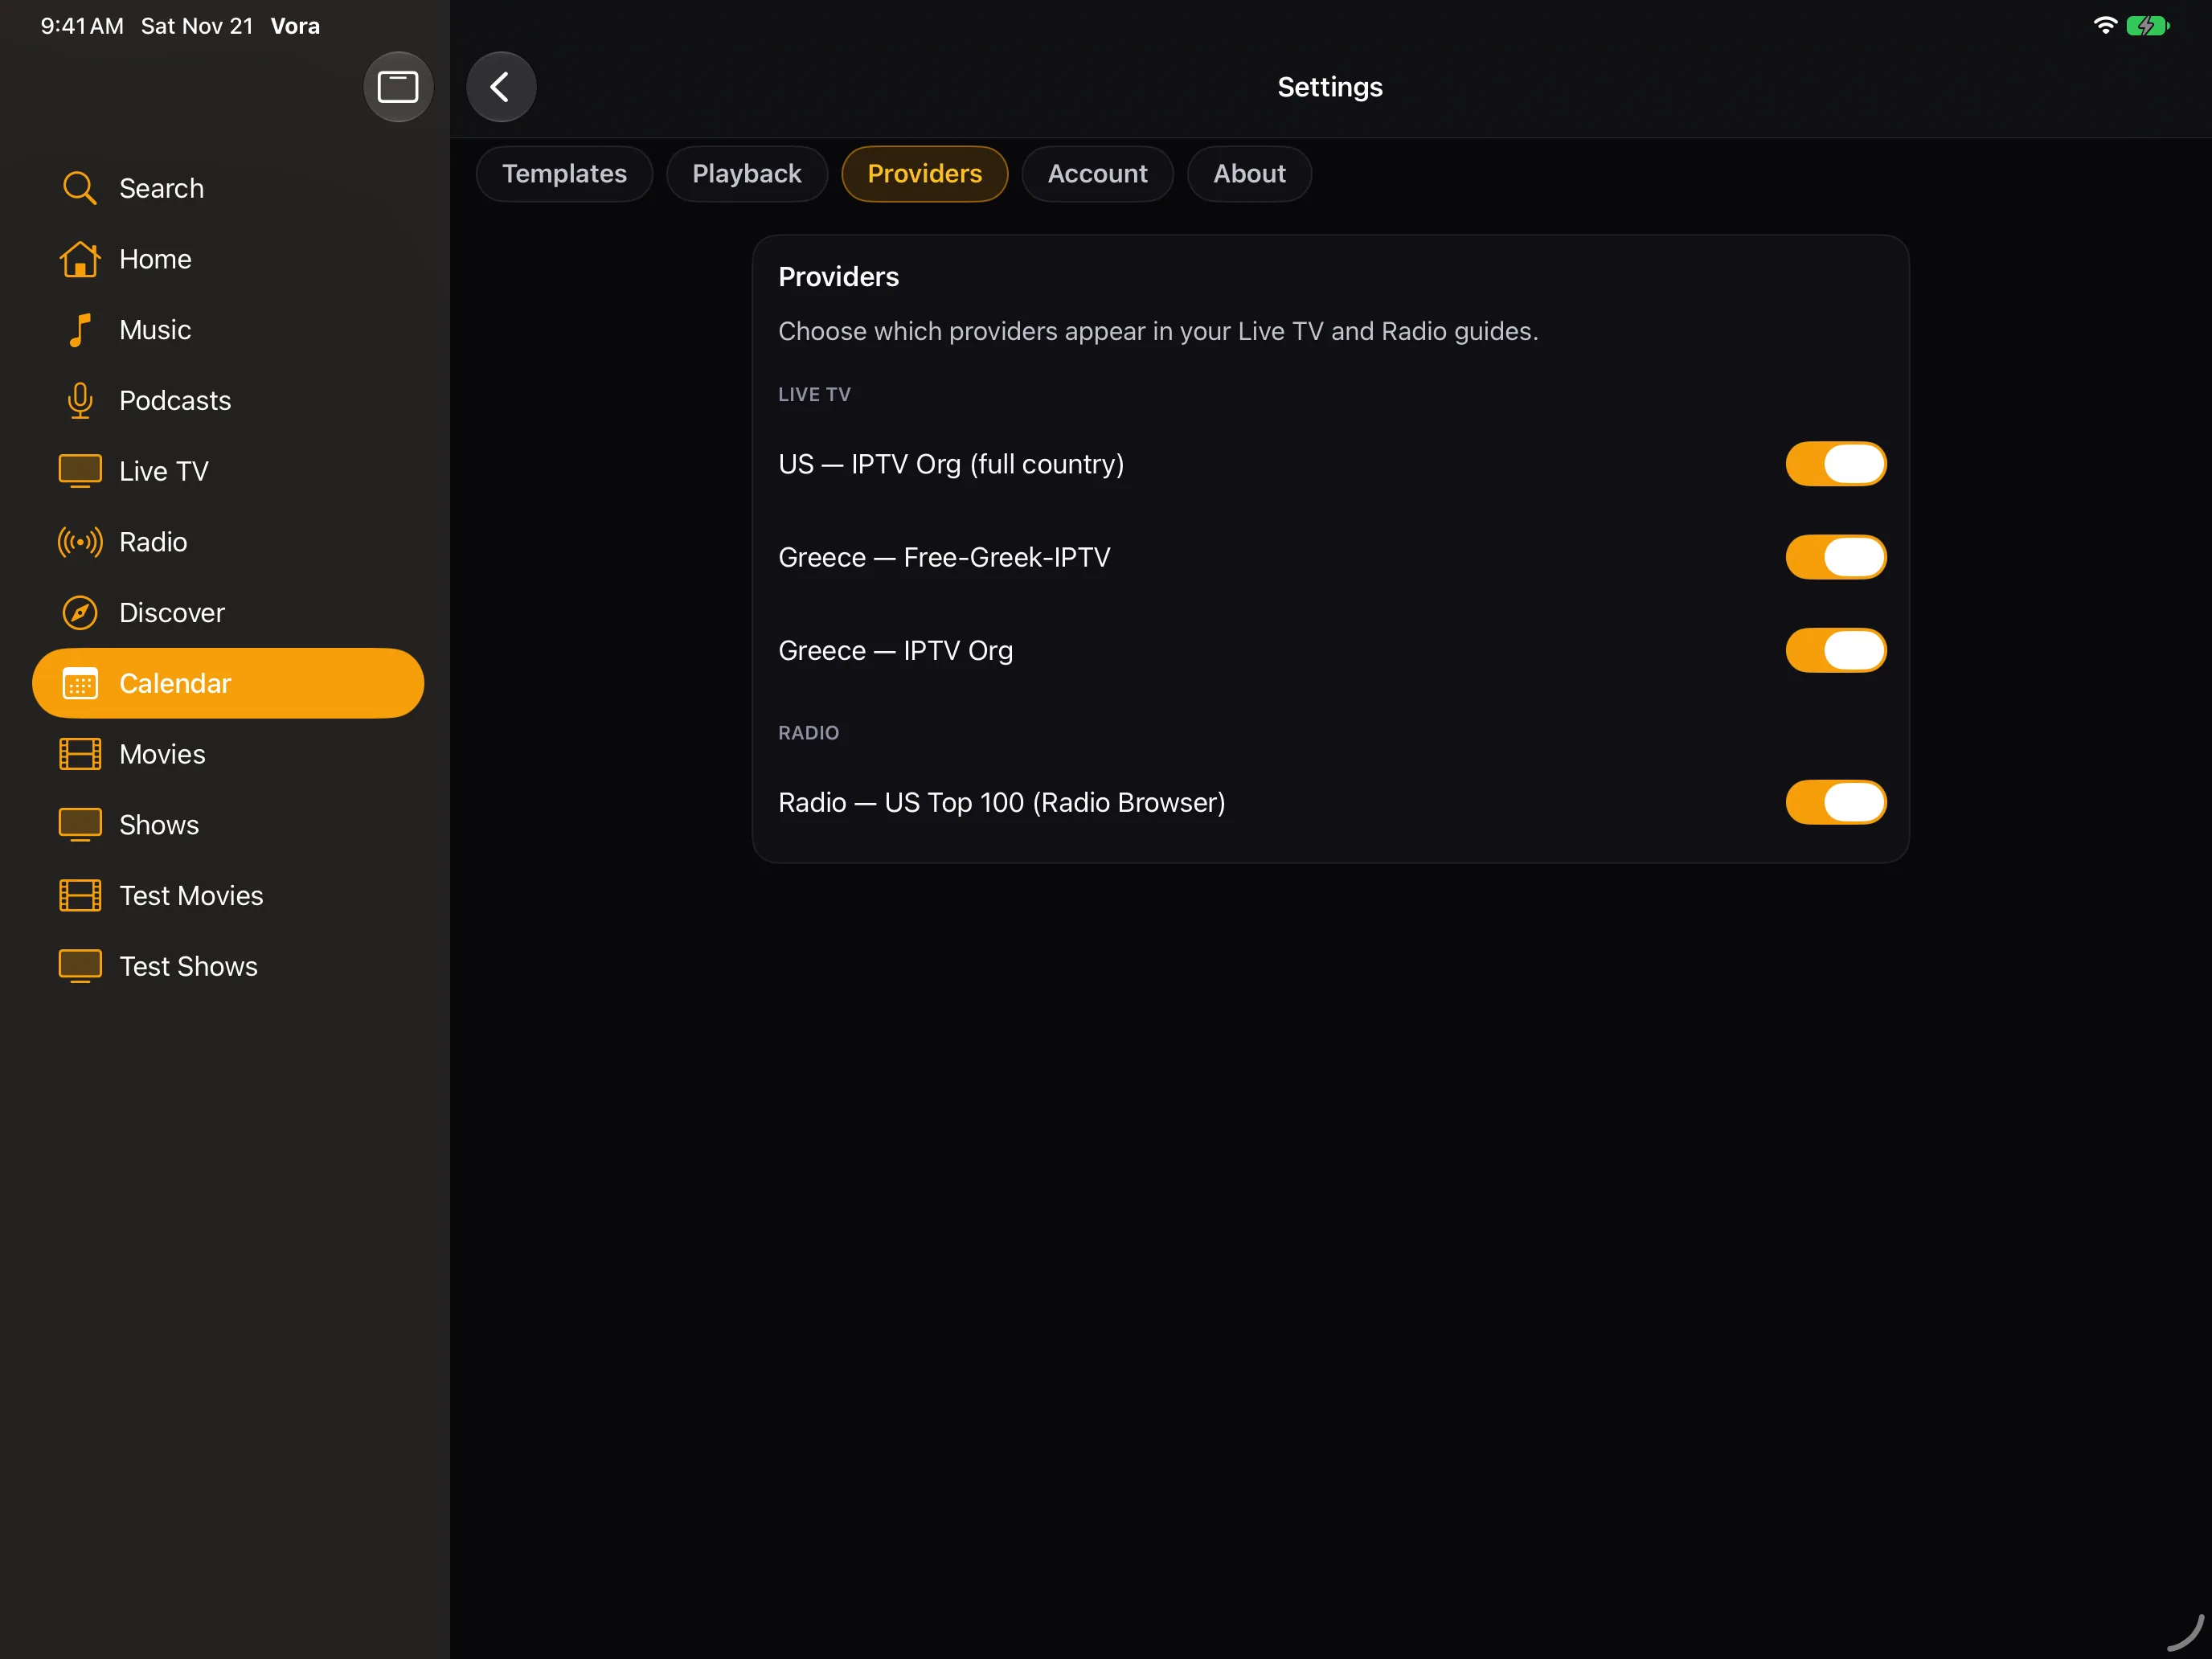 9:41 AM Sat Nov 21 Vora
Settings
Search
Home
Music
Podcasts
Live TV
Radio
Discover
Calendar
Movies
Shows
Test Movies
Test Shows
Templates Playback Providers Account About
Providers
Choose which providers appear in your Live TV and Radio guides.
LIVE TV
US — IPTV Org (full country)
Greece — Free-Greek-IPTV
Greece — IPTV Org
RADIO
Radio — US Top 100 (Radio Browser)